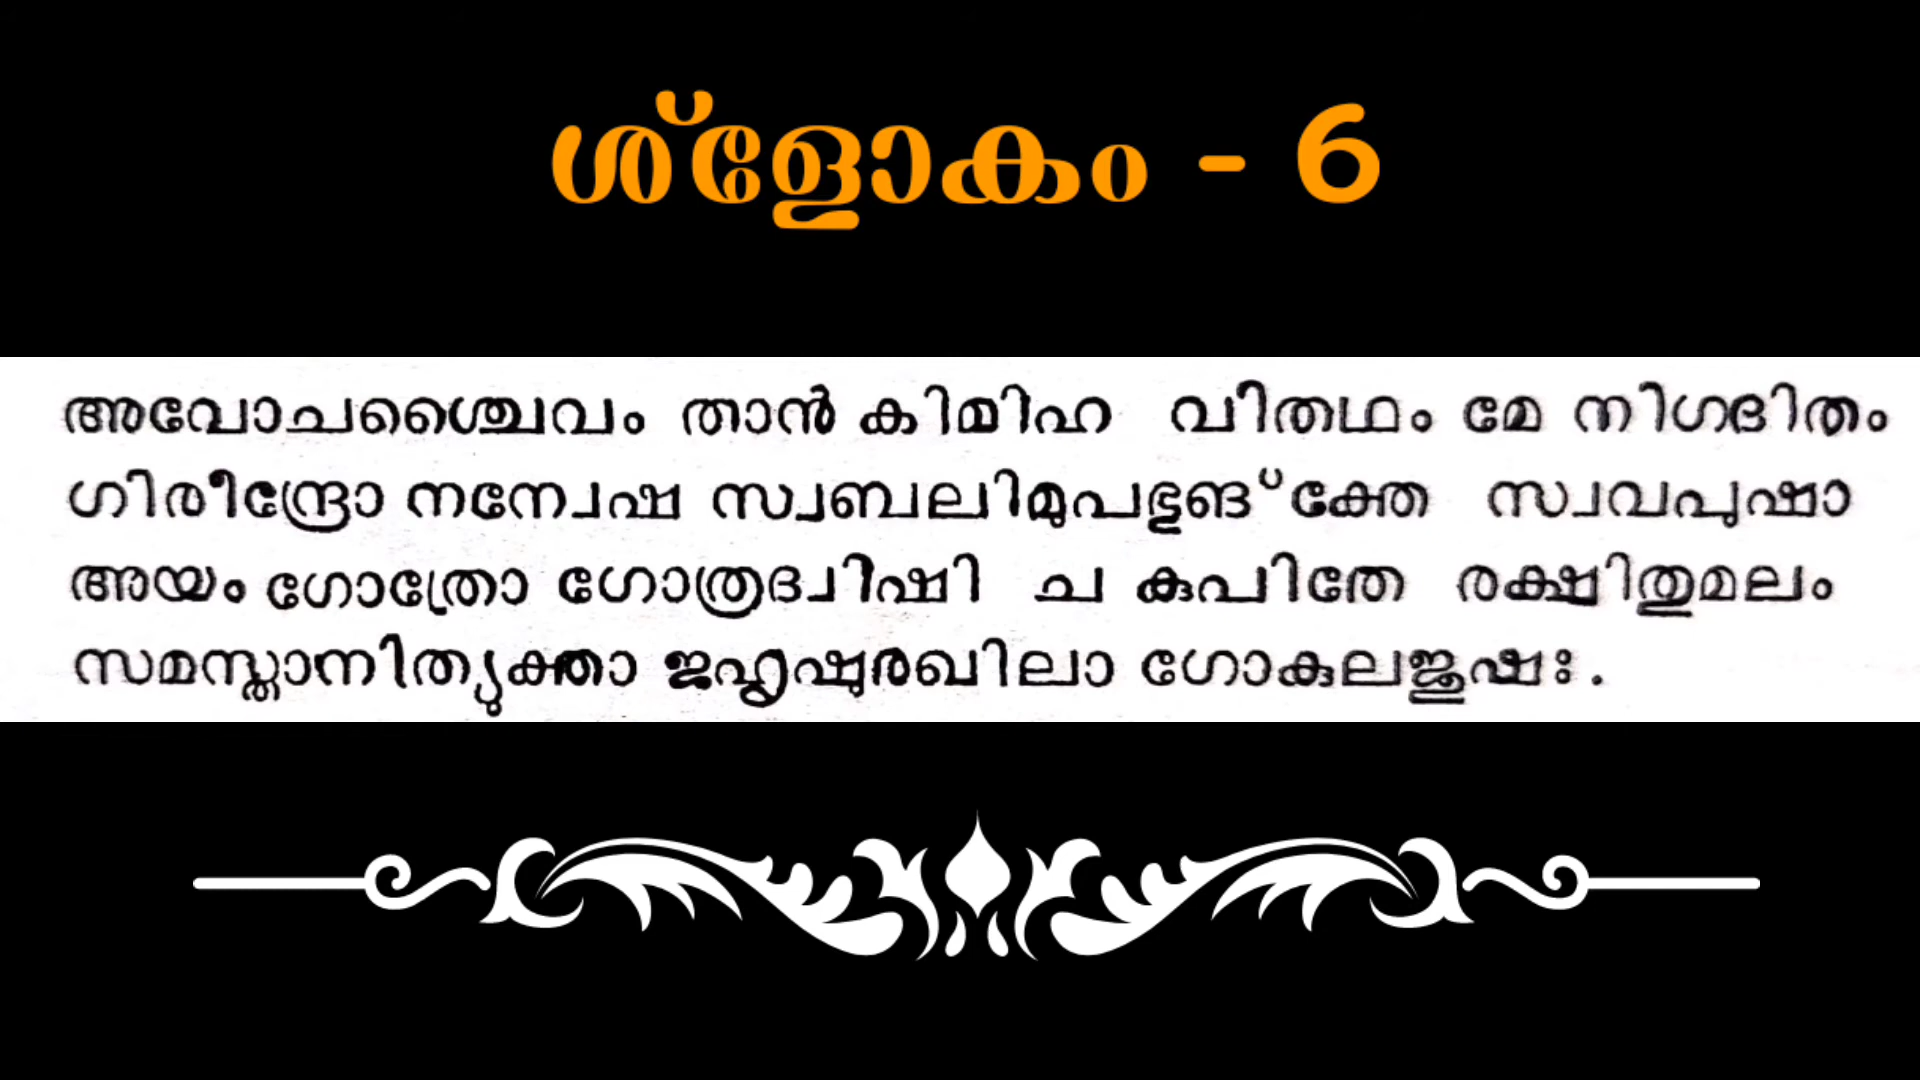 ശ്ളോകം - 6
അവോചശ്ചൈവം താൻ കിമിഹ വിതഥം മേ നിഗദിതം
ഗിരീന്ദ്രോ നന്വേഷ സ്വബലിമുപഭുങ്ക്തേ സ്വവപുഷാ
അയം ഗോത്രോ ഗോത്രദ്വിഷി ച കുപിതേ രക്ഷിതുമലം
സമസ്താനിത്യുക്താ ജഹൃഷുരഖിലാ ഗോകുലജുഷഃ.